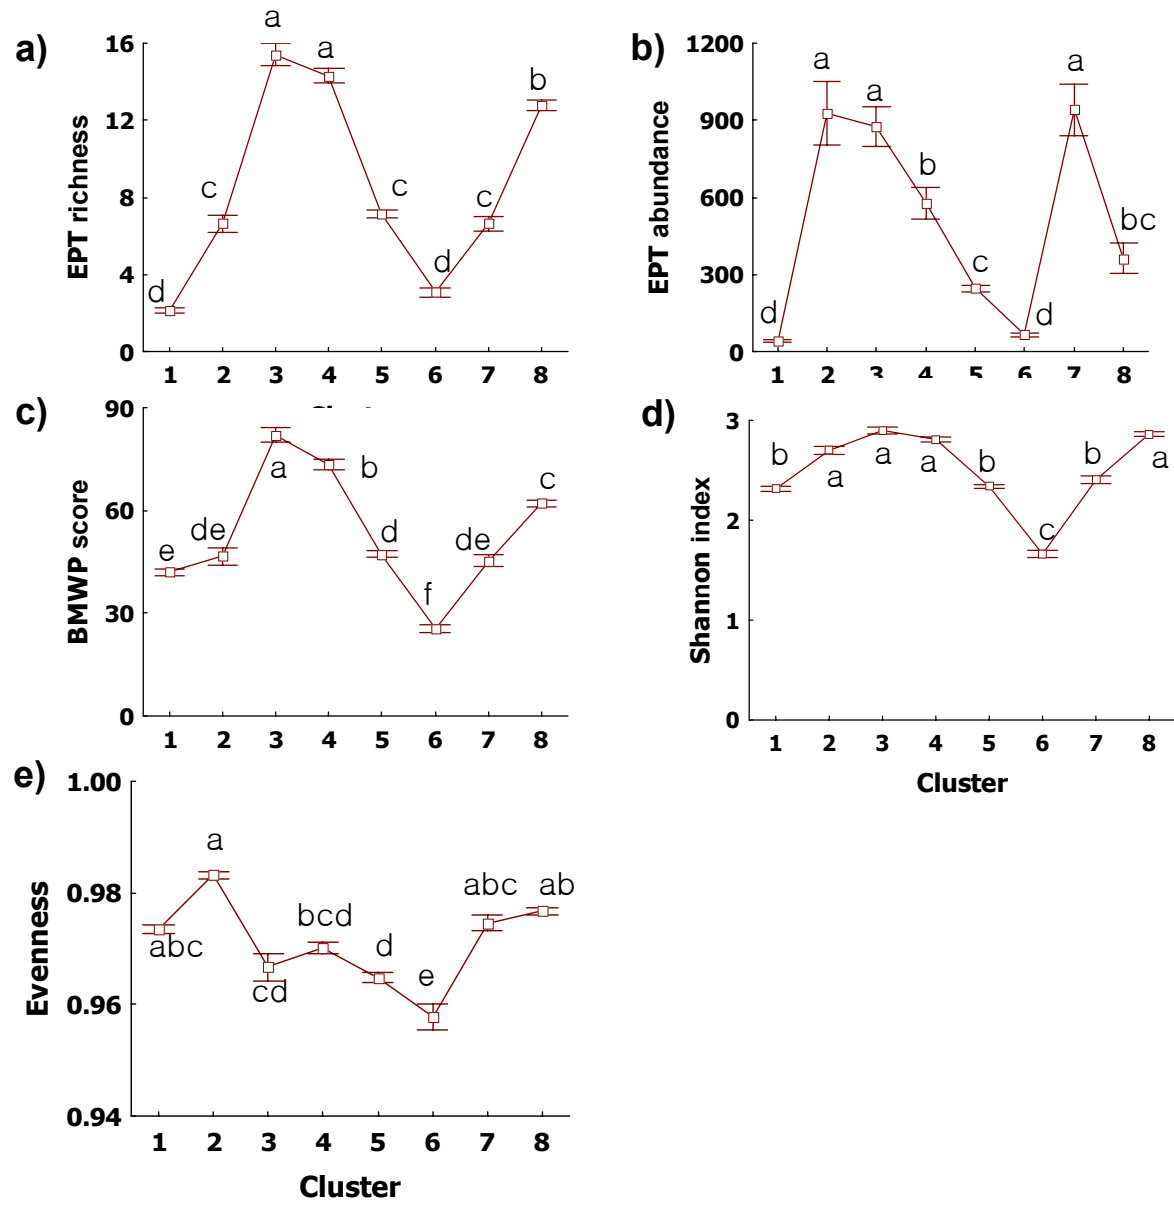 a)
EPT richness
16
12
8
4
0
d
c
a
a
c
d
c
b
1 2 3 4 5 6 7 8
b)
EPT abundance
1200
900
600
300
0
d
a
a
b
c
d
a
bc
1 2 3 4 5 6 7 8
c)
BMWP score
90
60
30
0
e
de
a
b
d
f
de
c
1 2 3 4 5 6 7 8
d)
Shannon index
3
2
1
0
b
a
a
a
b
c
b
a
1 2 3 4 5 6 7 8
Cluster
e)
Evenness
1.00
0.98
0.96
0.94
abc
a
cd
bcd
d
e
abc
ab
1 2 3 4 5 6 7 8
Cluster